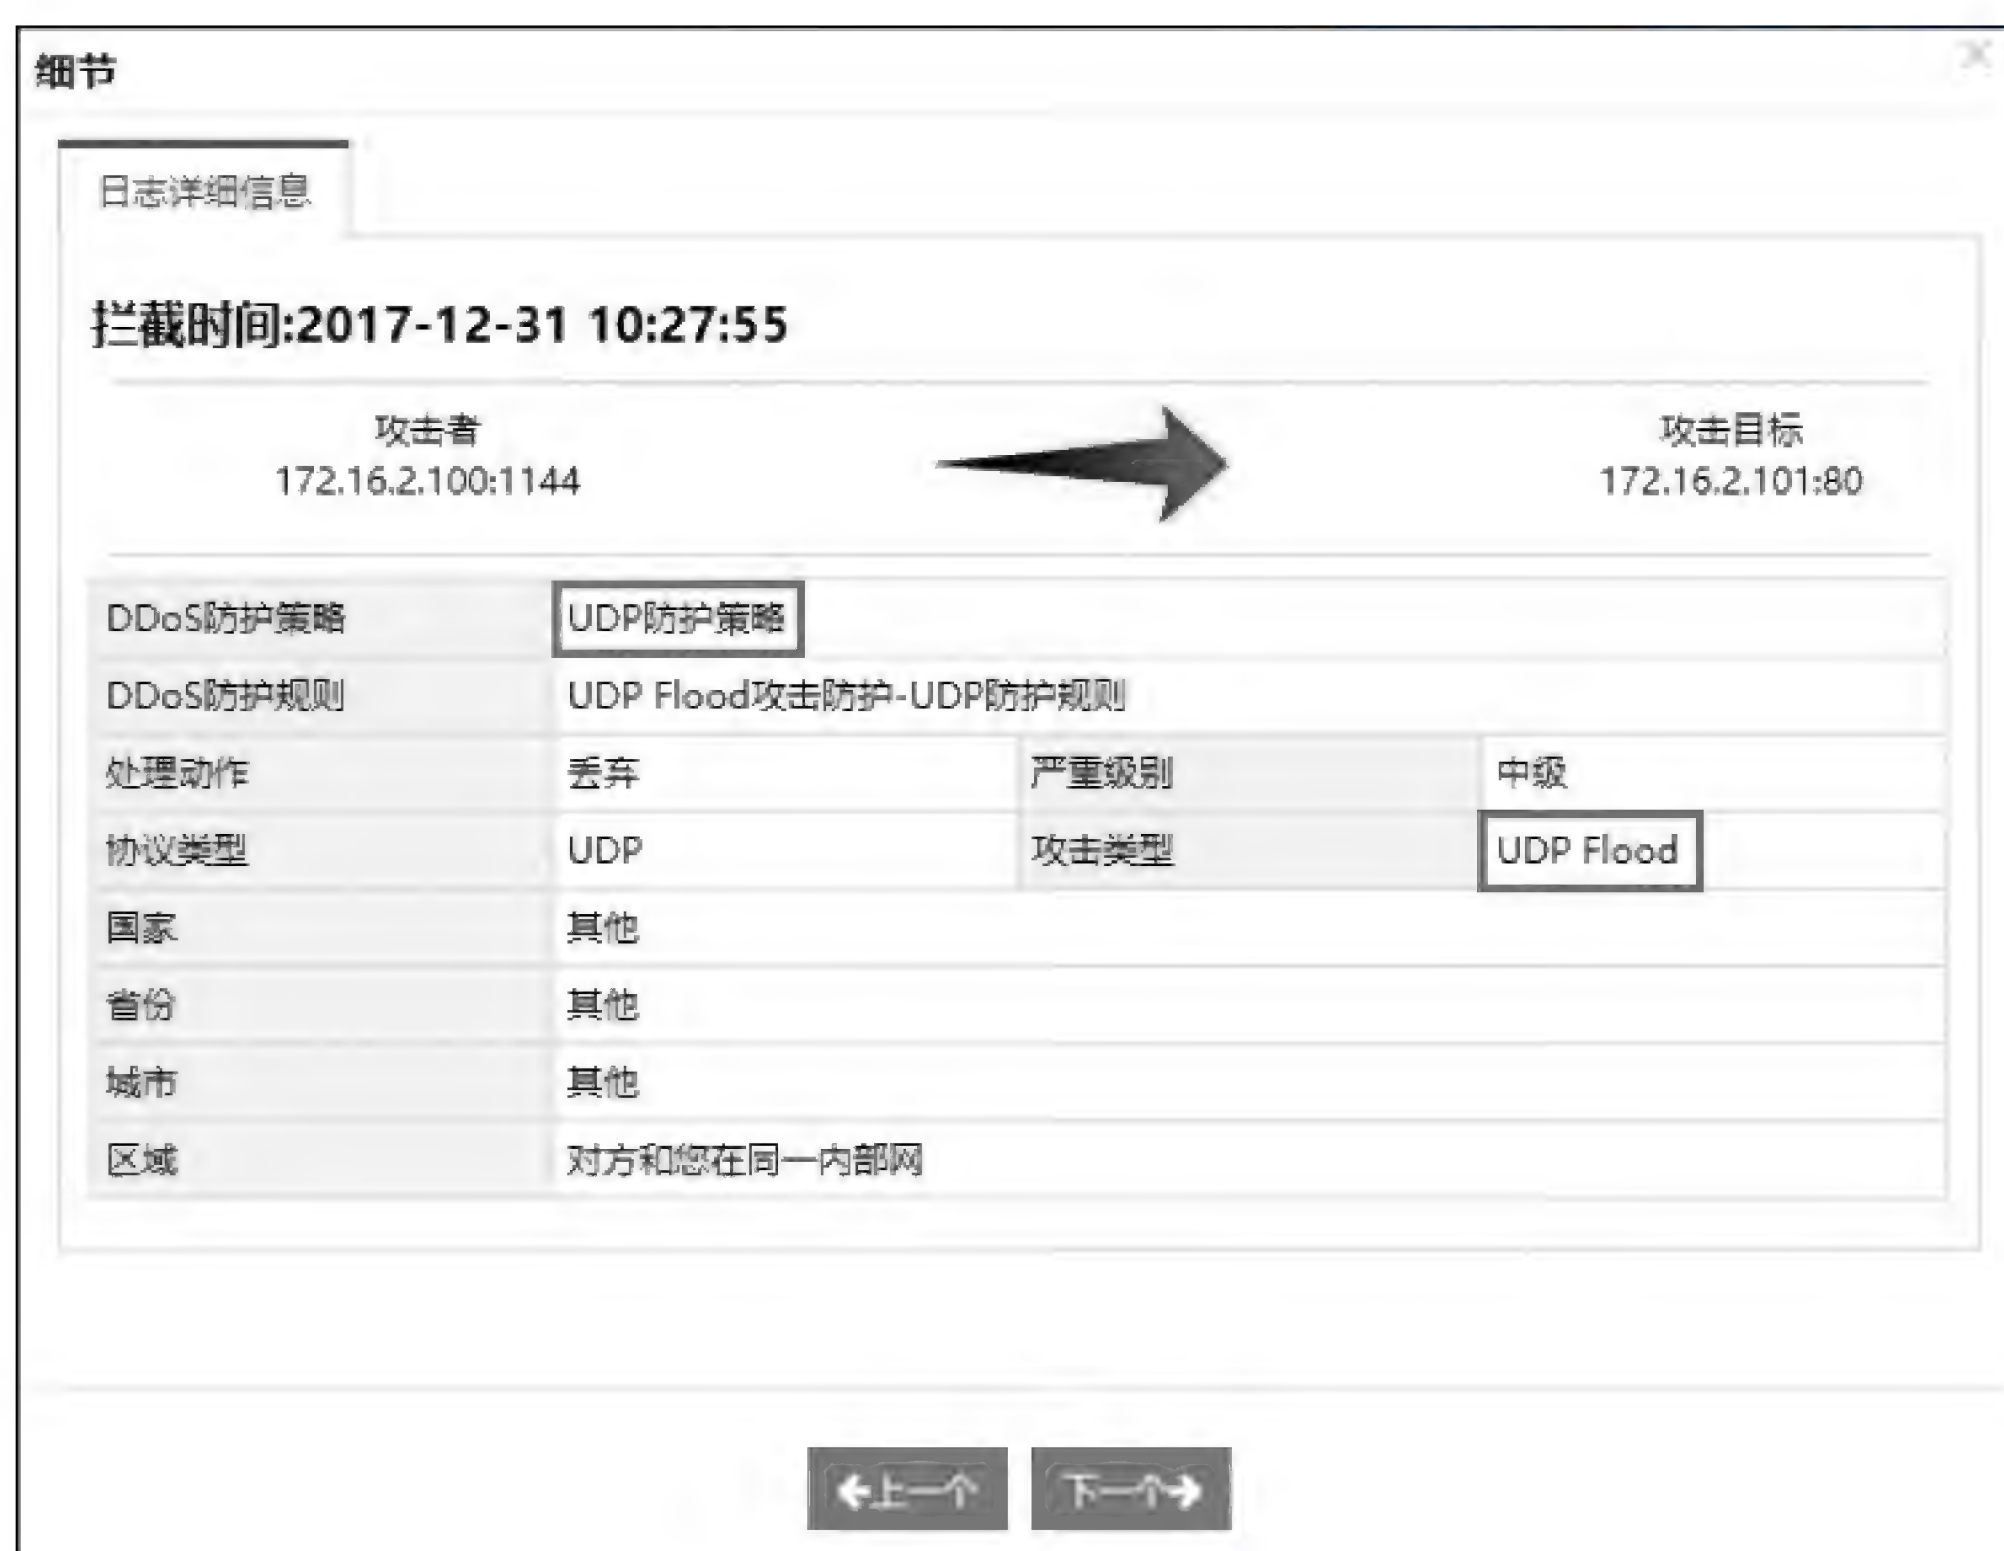 细节
日志详细信息
拦截时间:2017-12-31 10:27:55
攻击者
172.16.2.100:1144
攻击目标
172.16.2.101:80
DDoS防护策略 UDP防护策略
DDoS防护规则 UDP Flood攻击防护-UDP防护规则
处理动作 丢弃 严重级别 中级
协议类型 UDP 攻击类型 UDP Flood
国家 其他
省份 其他
城市 其他
区域 对方和您在同一内部网
上一个 下一个